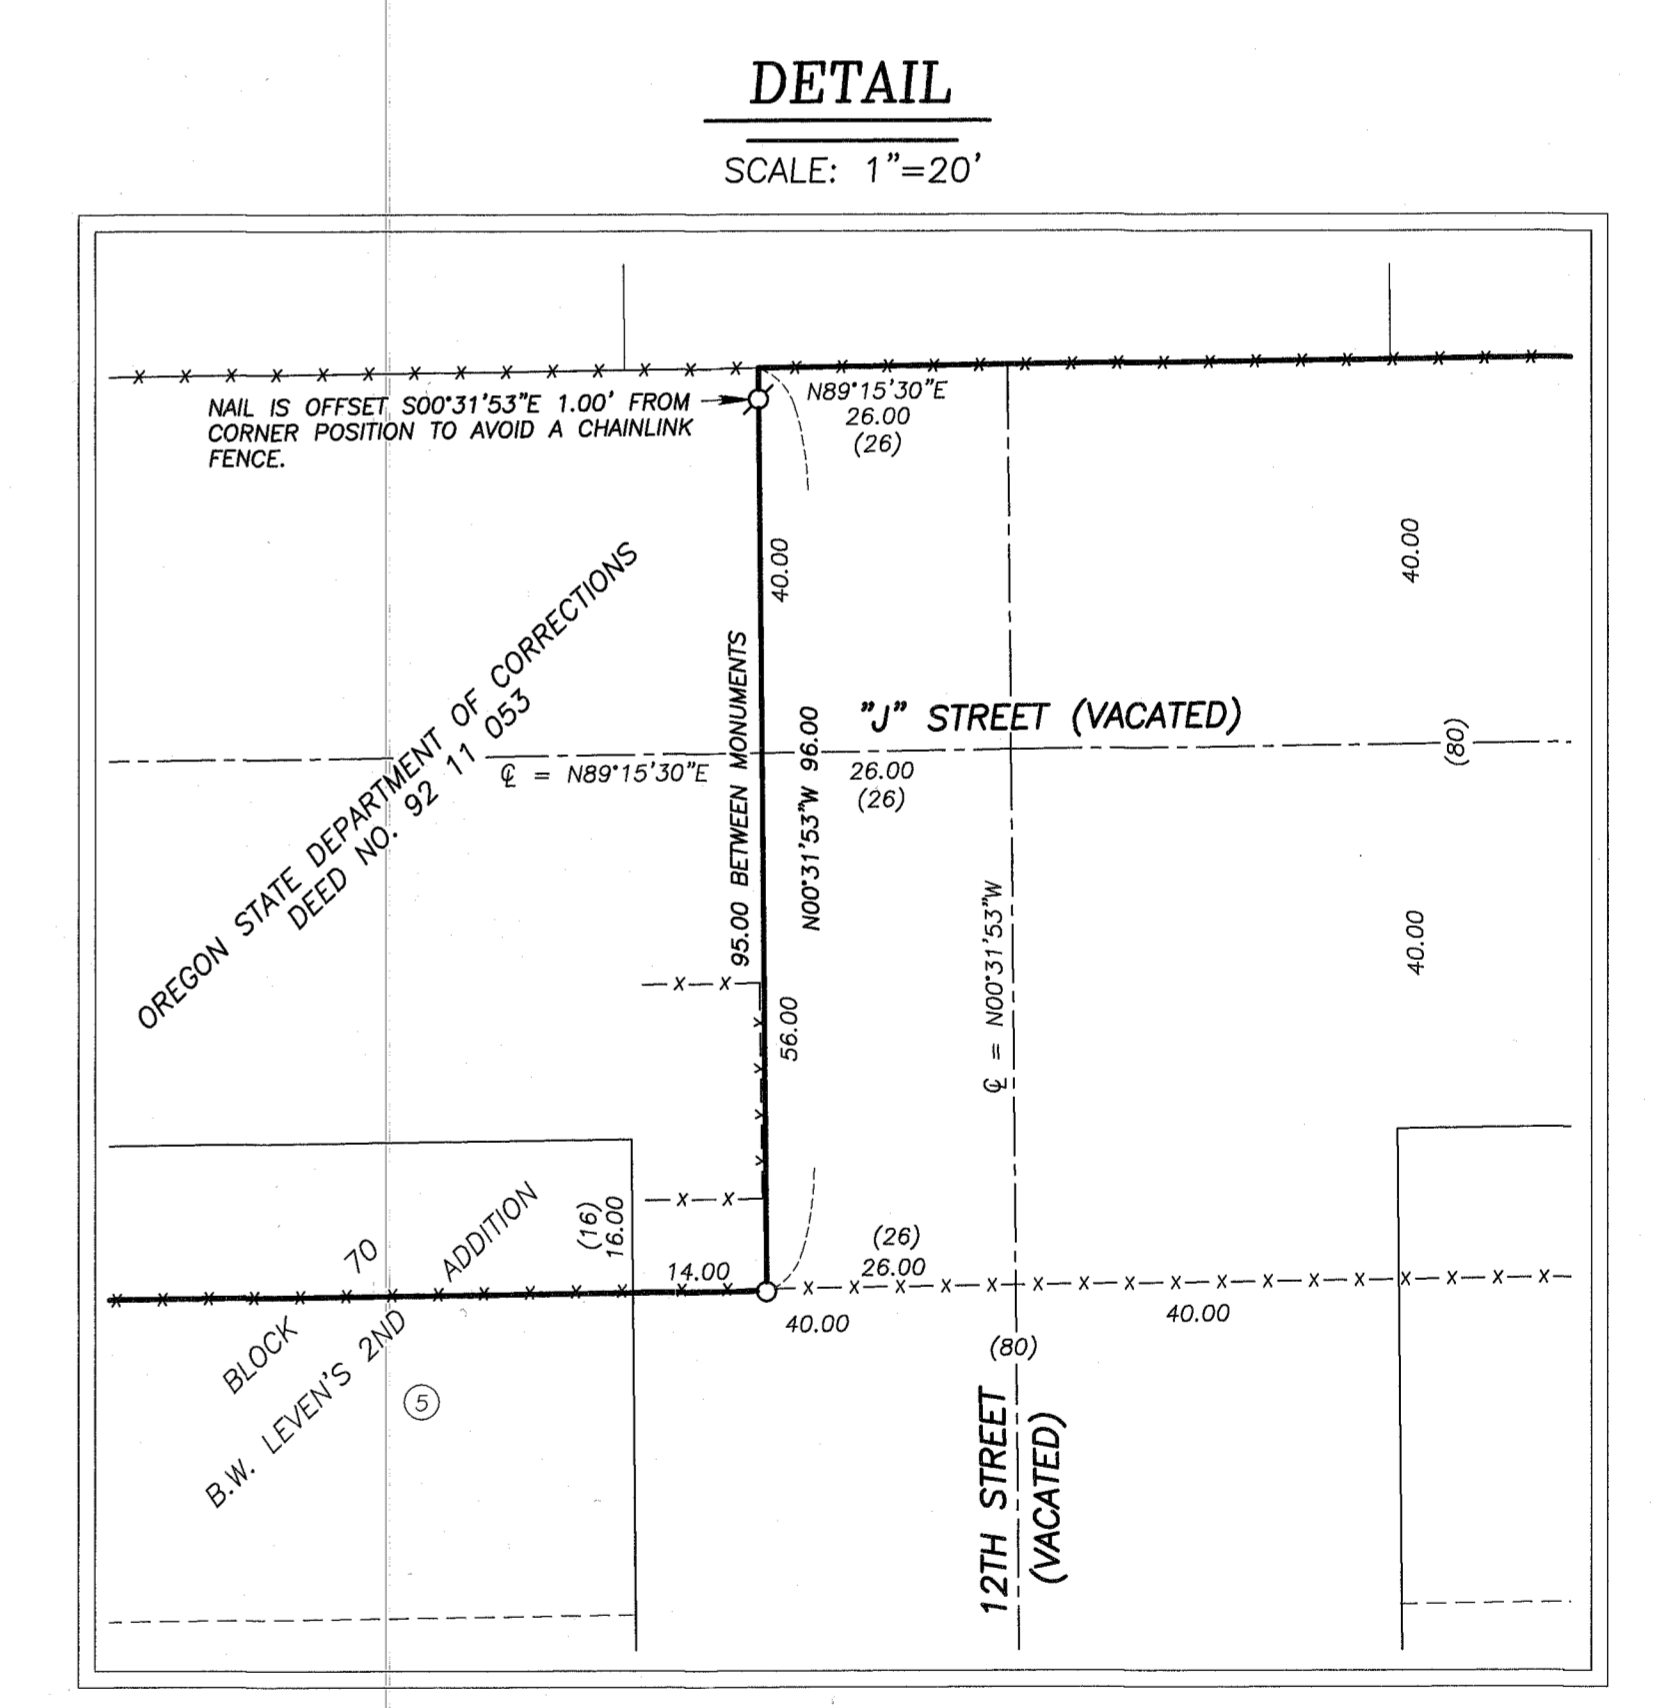 DETAIL
SCALE: 1"=20'
NAIL IS OFFSET S00°31'53"E 1.00' FROM
CORNER POSITION TO AVOID A CHAINLINK
FENCE.
N89°15'30"E
26.00
(26)
40.00
40.00
OREGON STATE DEPARTMENT OF CORRECTIONS
DEED NO. 92 11 053
95.00 BETWEEN MONUMENTS
N00°31'53"W 96.00
"J" STREET (VACATED)
(80)
℄ = N89°15'30"E
26.00
(26)
℄ = N00°31'53"W
40.00
56.00
(16)
16.00
14.00
(26)
26.00
40.00
40.00
(80)
BLOCK 70
B.W. LEVEN'S 2ND ADDITION
5
12TH STREET
(VACATED)